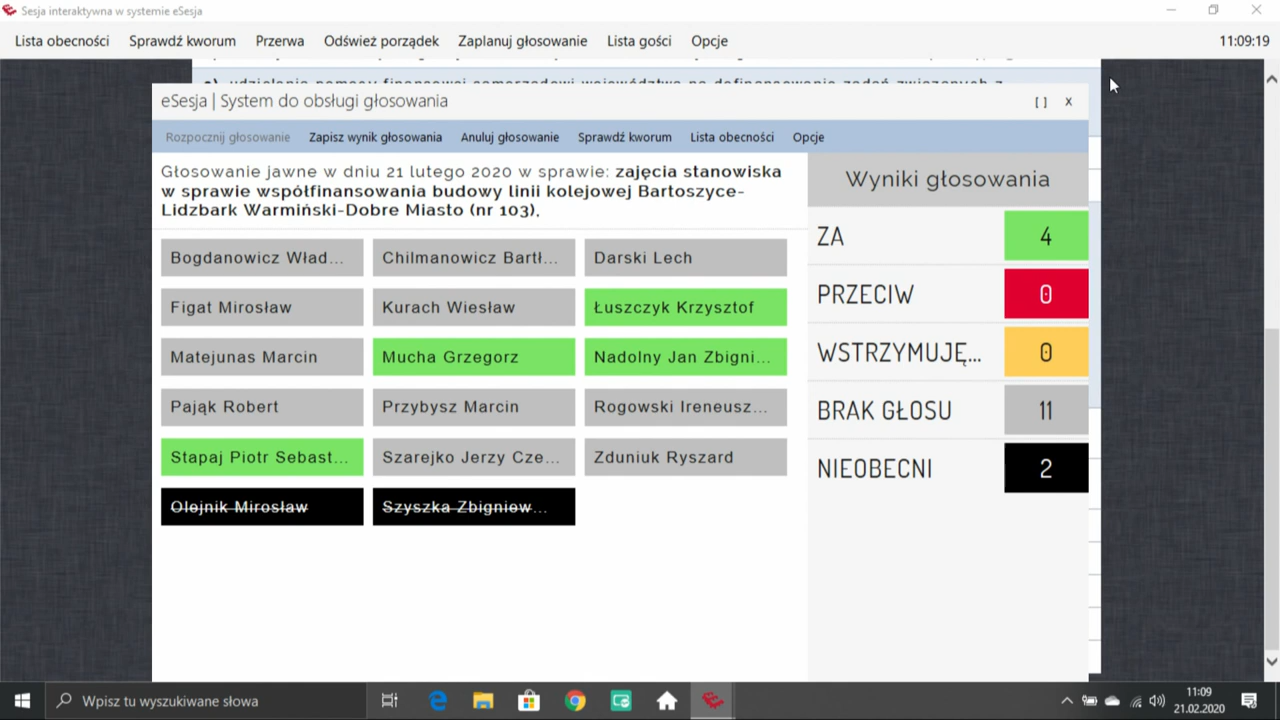 Sesja interaktywna w systemie eSesja
Lista obecności Sprawdź kworum Przerwa Odśwież porządek Zaplanuj głosowanie Lista gości Opcje 11:09:19
eSesja | System do obsługi głosowania [ ] x
Rozpocznij głosowanie Zapisz wynik głosowania Anuluj głosowanie Sprawdź kworum Lista obecności Opcje
Głosowanie jawne w dniu 21 lutego 2020 w sprawie: zajęcia stanowiska
w sprawie współfinansowania budowy linii kolejowej Bartoszyce-
Lidzbark Warmiński-Dobre Miasto (nr 103),
Bogdanowicz Wład... Chilmanowicz Bartł... Darski Lech
Figat Mirosław Kurach Wiesław Łuszczyk Krzysztof
Matejunas Marcin Mucha Grzegorz Nadolny Jan Zbigni...
Pająk Robert Przybysz Marcin Rogowski Ireneusz...
Stapaj Piotr Sebast... Szarejko Jerzy Cze... Zduniuk Ryszard
Olejnik Mirosław Szyszka Zbigniew...
Wyniki głosowania
ZA 4
PRZECIW 0
WSTRZYMUJĘ... 0
BRAK GŁOSU 11
NIEOBECNI 2
Wpisz tu wyszukiwane słowa
11:09
21.02.2020